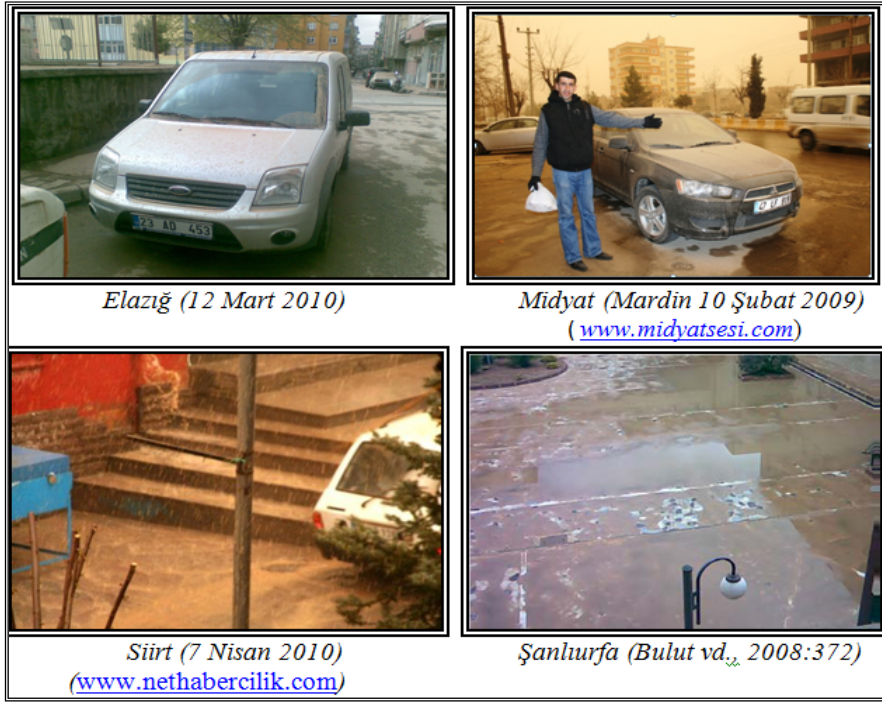 23 AD 453
Elazığ (12 Mart 2010)
Midyat (Mardin 10 Şubat 2009)
( www.midyatsesi.com)
Siirt (7 Nisan 2010)
(www.nethabercilik.com)
Şanlıurfa (Bulut vd., 2008:372)